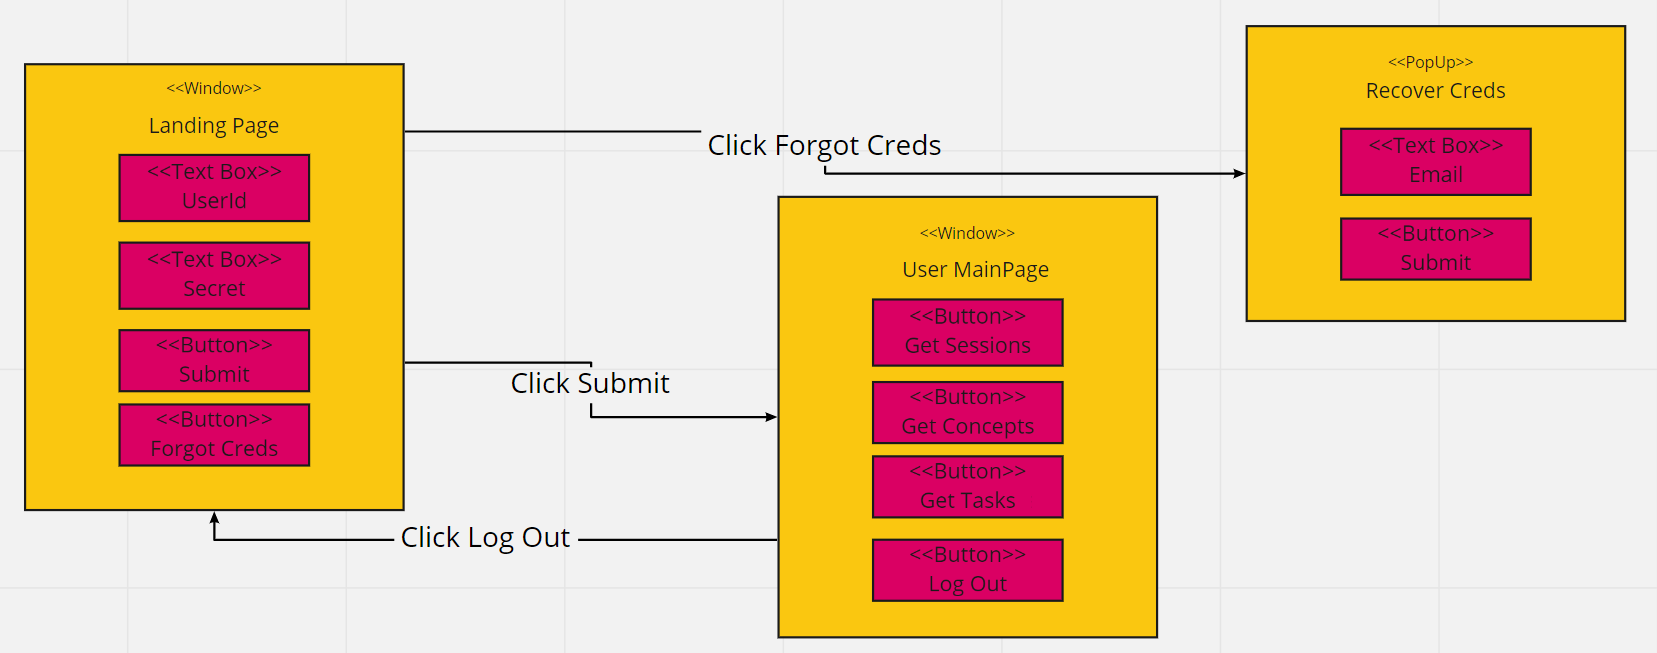 <<Window>>
Landing Page
<<Text Box>>
UserId
<<Text Box>>
Secret
<<Button>>
Submit
<<Button>>
Forgot Creds
Click Forgot Creds
Click Submit
Click Log Out
<<Window>>
User MainPage
<<Button>>
Get Sessions
<<Button>>
Get Concepts
<<Button>>
Get Tasks
<<Button>>
Log Out
<<PopUp>>
Recover Creds
<<Text Box>>
Email
<<Button>>
Submit